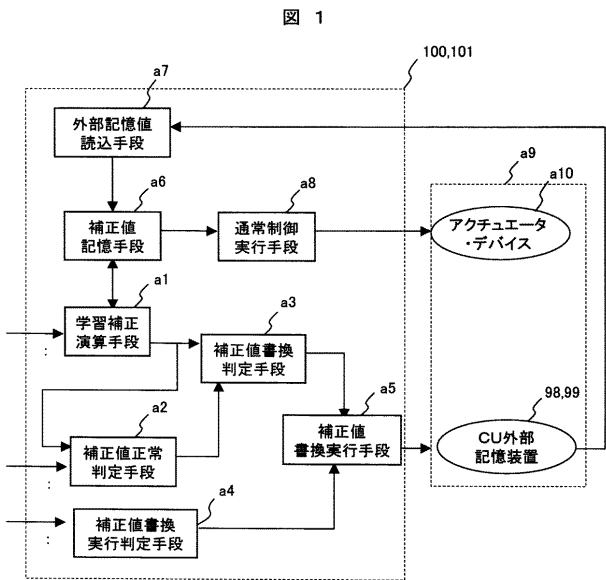 図 1
100,101
a7
外部記憶値
読込手段
a9
a10
a6
a8
補正値
記憶手段
通常制御
実行手段
アクチュエータ
・デバイス
a1
a3
学習補正
演算手段
補正値書換
判定手段
:
a5
98,99
a2
補正値
書換実行手段
CU外部
記憶装置
補正値正常
判定手段
:
a4
補正値書換
実行判定手段
: